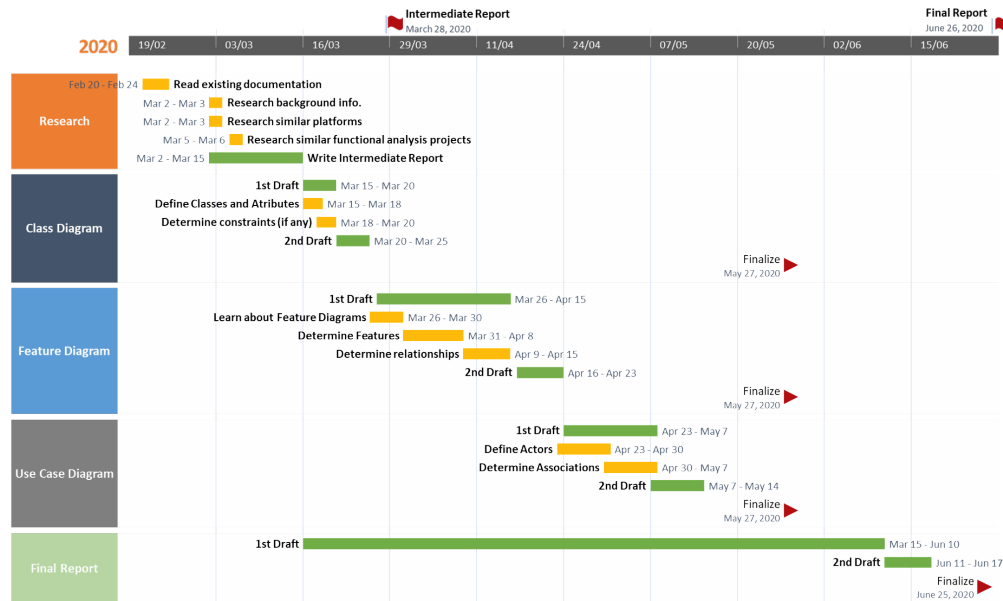 Intermediate Report
March 28, 2020
Final Report
June 26, 2020
2020
19/02 03/03 16/03 29/03 11/04 24/04 07/05 20/05 02/06 15/06
Research
Feb 20 - Feb 24 Read existing documentation
Mar 2 - Mar 3 Research background info.
Mar 2 - Mar 3 Research similar platforms
Mar 5 - Mar 6 Research similar functional analysis projects
Mar 2 - Mar 15 Write Intermediate Report
Class Diagram
1st Draft Mar 15 - Mar 20
Define Classes and Atributes Mar 15 - Mar 18
Determine constraints (if any) Mar 18 - Mar 20
2nd Draft Mar 20 - Mar 25
Finalize
May 27, 2020
Feature Diagram
1st Draft Mar 26 - Apr 15
Learn about Feature Diagrams Mar 26 - Mar 30
Determine Features Mar 31 - Apr 8
Determine relationships Apr 9 - Apr 15
2nd Draft Apr 16 - Apr 23
Finalize
May 27, 2020
Use Case Diagram
1st Draft Apr 23 - May 7
Define Actors Apr 23 - Apr 30
Determine Associations Apr 30 - May 7
2nd Draft May 7 - May 14
Finalize
May 27, 2020
Final Report
1st Draft Mar 15 - Jun 10
2nd Draft Jun 11 - Jun 17
Finalize
June 25, 2020